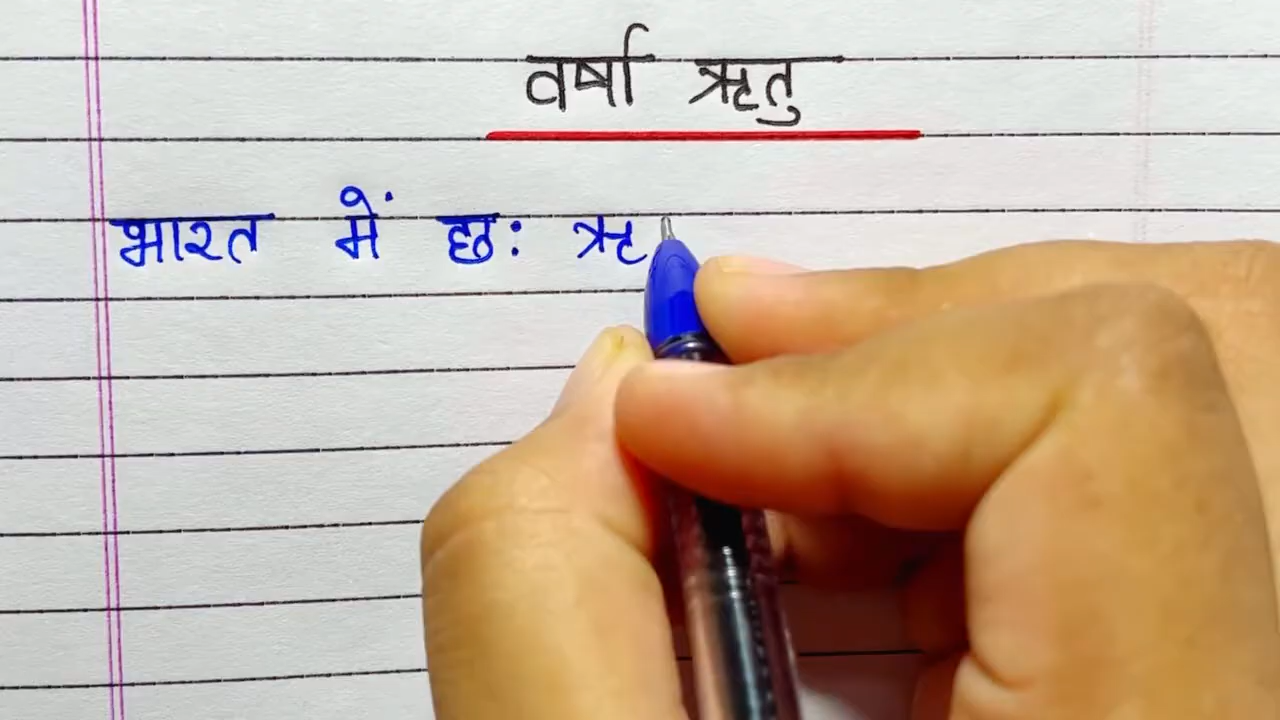 वर्षा ऋतु
भारत में छः ऋ